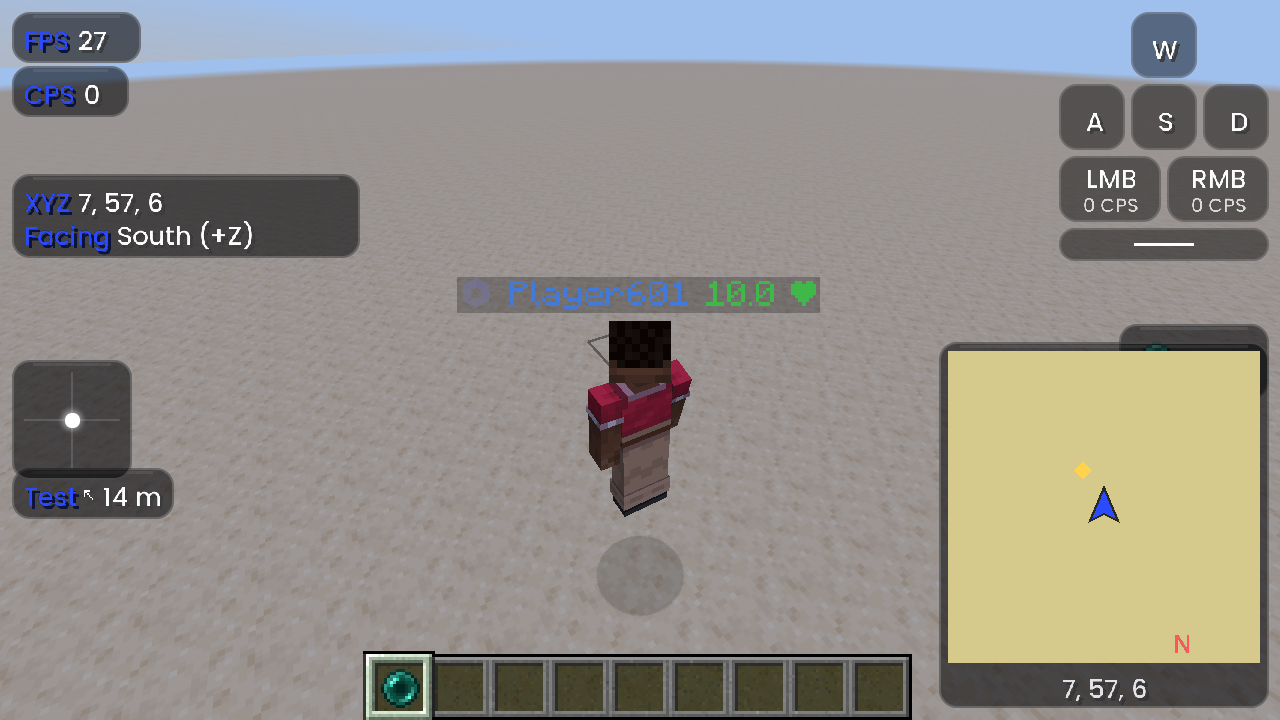 FPS 27
CPS 0
W
A S D
LMB RMB
0 CPS 0 CPS
XYZ 7, 57, 6
Facing South (+Z)
Player601 10.0
Test 14 m
N
7, 57, 6